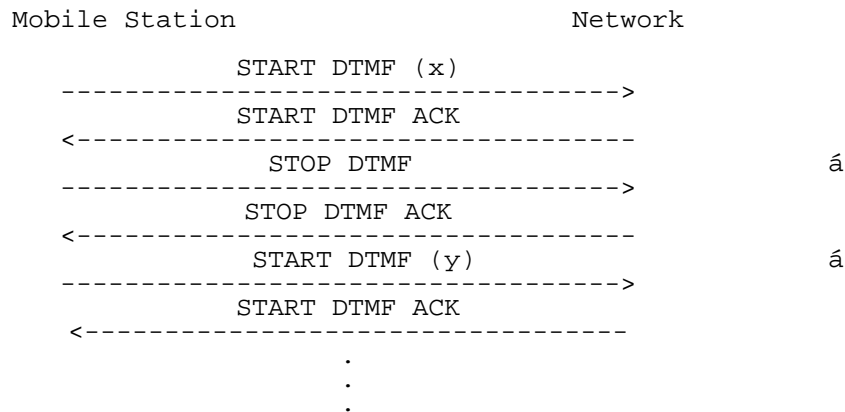 Mobile Station                     Network
START DTMF (x)
----------------------------------->
START DTMF ACK
<-----------------------------------
STOP DTMF                          á
----------------------------------->
STOP DTMF ACK
<-----------------------------------
START DTMF (y)                      á
----------------------------------->
START DTMF ACK
<----------------------------------
.
.
.